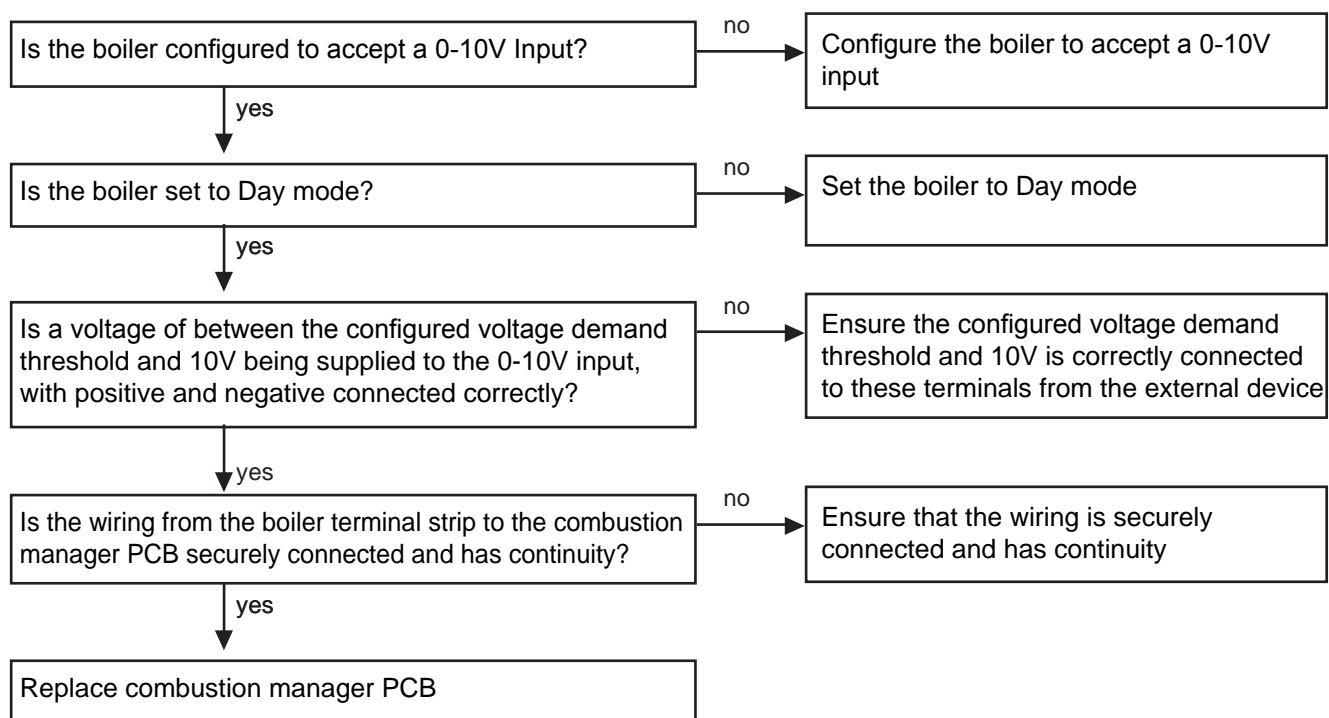 Is the boiler configured to accept a 0-10V Input?
no
Configure the boiler to accept a 0-10V
input
yes
Is the boiler set to Day mode?
no
Set the boiler to Day mode
yes
Is a voltage of between the configured voltage demand
threshold and 10V being supplied to the 0-10V input,
with positive and negative connected correctly?
no
Ensure the configured voltage demand
threshold and 10V is correctly connected
to these terminals from the external device
yes
Is the wiring from the boiler terminal strip to the combustion
manager PCB securely connected and has continuity?
no
Ensure that the wiring is securely
connected and has continuity
yes
Replace combustion manager PCB